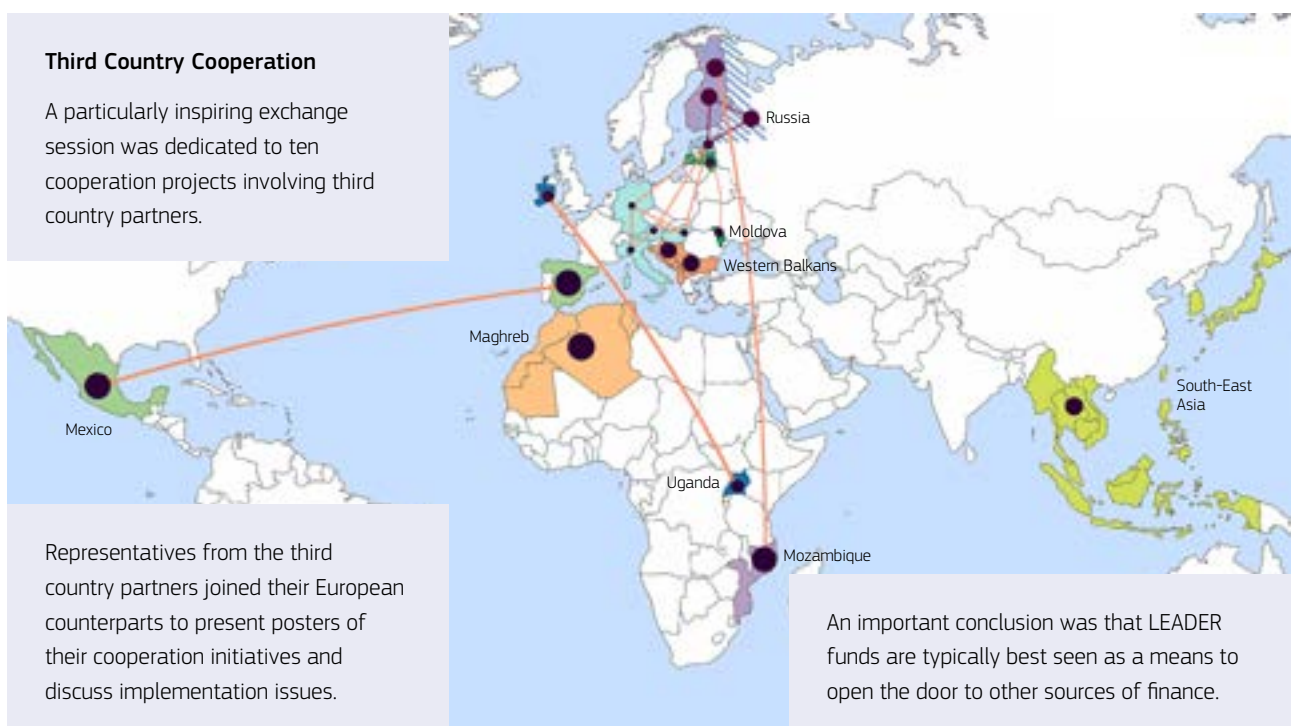 Third Country Cooperation
A particularly inspiring exchange
session was dedicated to ten
cooperation projects involving third
country partners.
Russia
Moldova
Western Balkans
Maghreb
Mexico
South-East
Asia
Uganda
Mozambique
Representatives from the third
country partners joined their European
counterparts to present posters of
their cooperation initiatives and
discuss implementation issues.
An important conclusion was that LEADER
funds are typically best seen as a means to
open the door to other sources of finance.